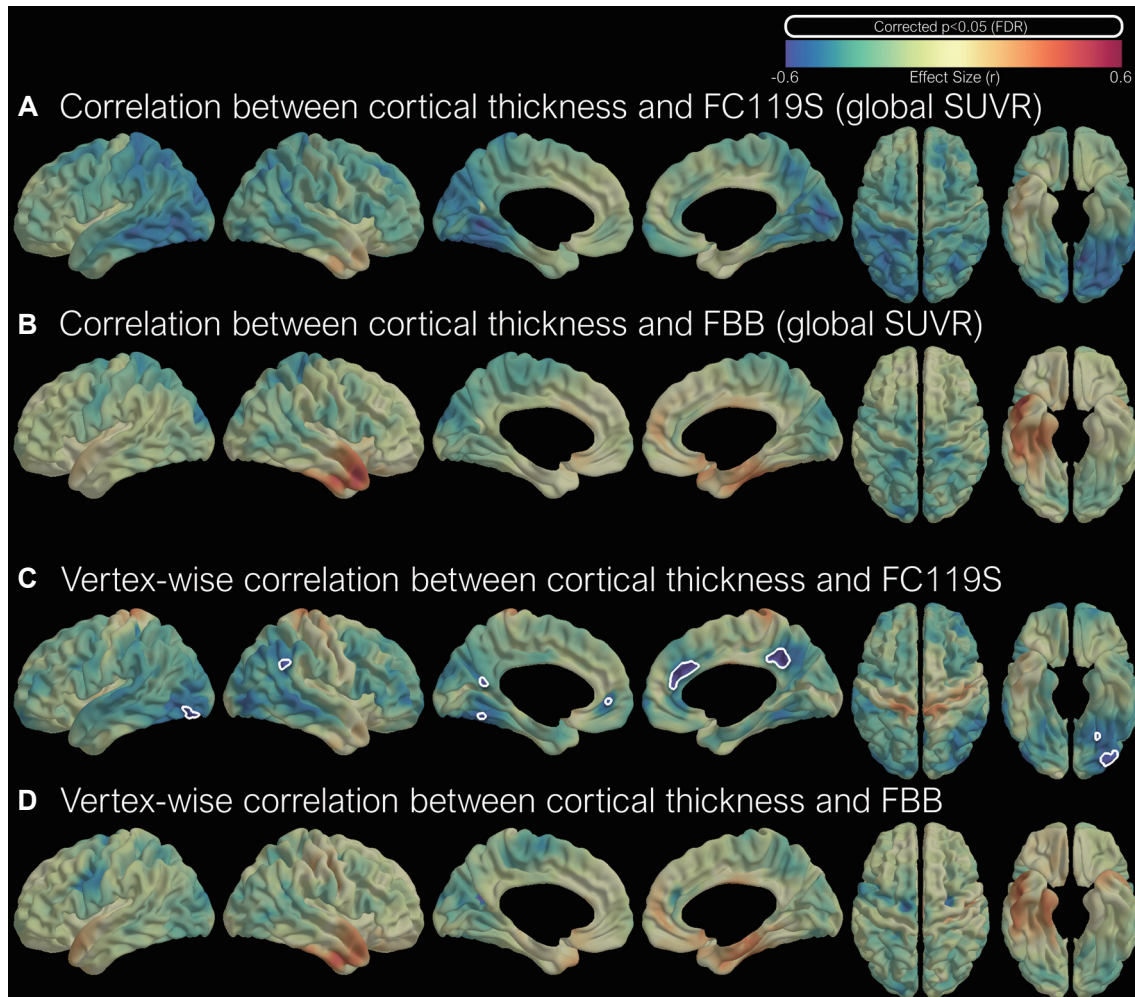 Corrected p<0.05 (FDR)
-0.6 Effect Size (r) 0.6
A Correlation between cortical thickness and FC119S (global SUVR)
B Correlation between cortical thickness and FBB (global SUVR)
C Vertex-wise correlation between cortical thickness and FC119S
D Vertex-wise correlation between cortical thickness and FBB